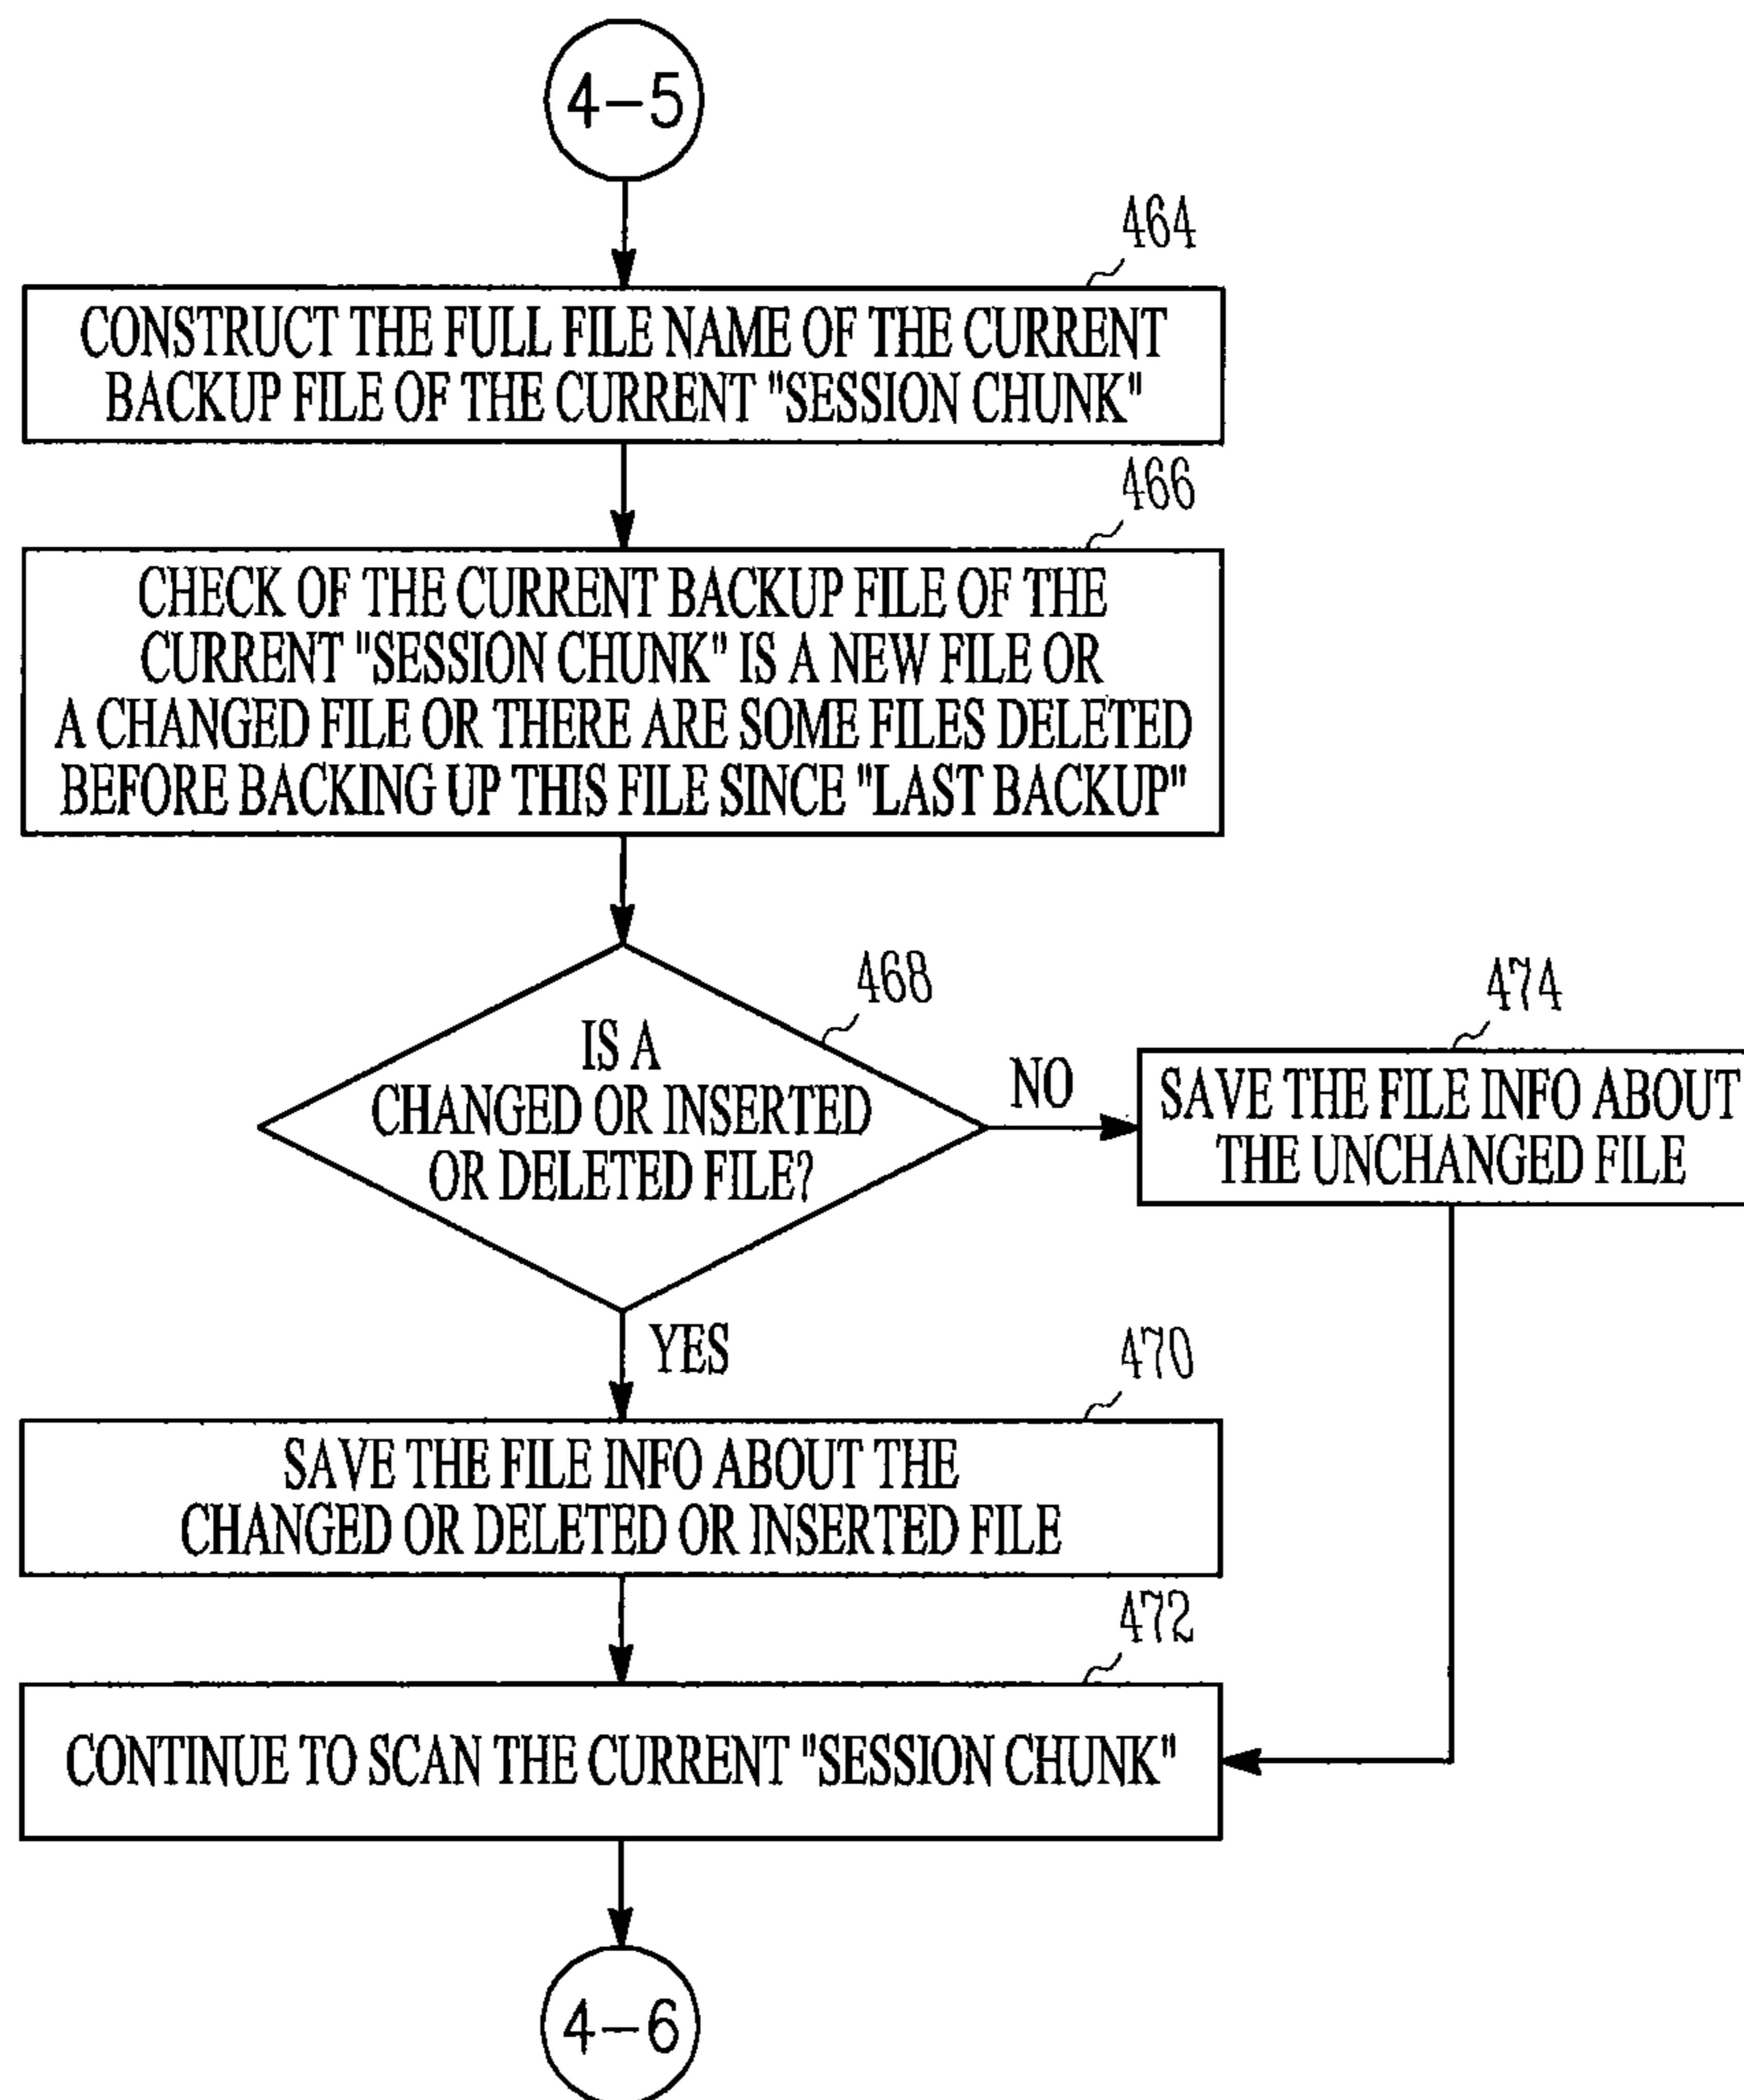 4-5
464
CONSTRUCT THE FULL FILE NAME OF THE CURRENT
BACKUP FILE OF THE CURRENT "SESSION CHUNK"
466
CHECK OF THE CURRENT BACKUP FILE OF THE
CURRENT "SESSION CHUNK" IS A NEW FILE OR
A CHANGED FILE OR THERE ARE SOME FILES DELETED
BEFORE BACKING UP THIS FILE SINCE "LAST BACKUP"
468
IS A
CHANGED OR INSERTED
OR DELETED FILE?
NO
474
SAVE THE FILE INFO ABOUT
THE UNCHANGED FILE
YES
470
SAVE THE FILE INFO ABOUT THE
CHANGED OR DELETED OR INSERTED FILE
472
CONTINUE TO SCAN THE CURRENT "SESSION CHUNK"
4-6